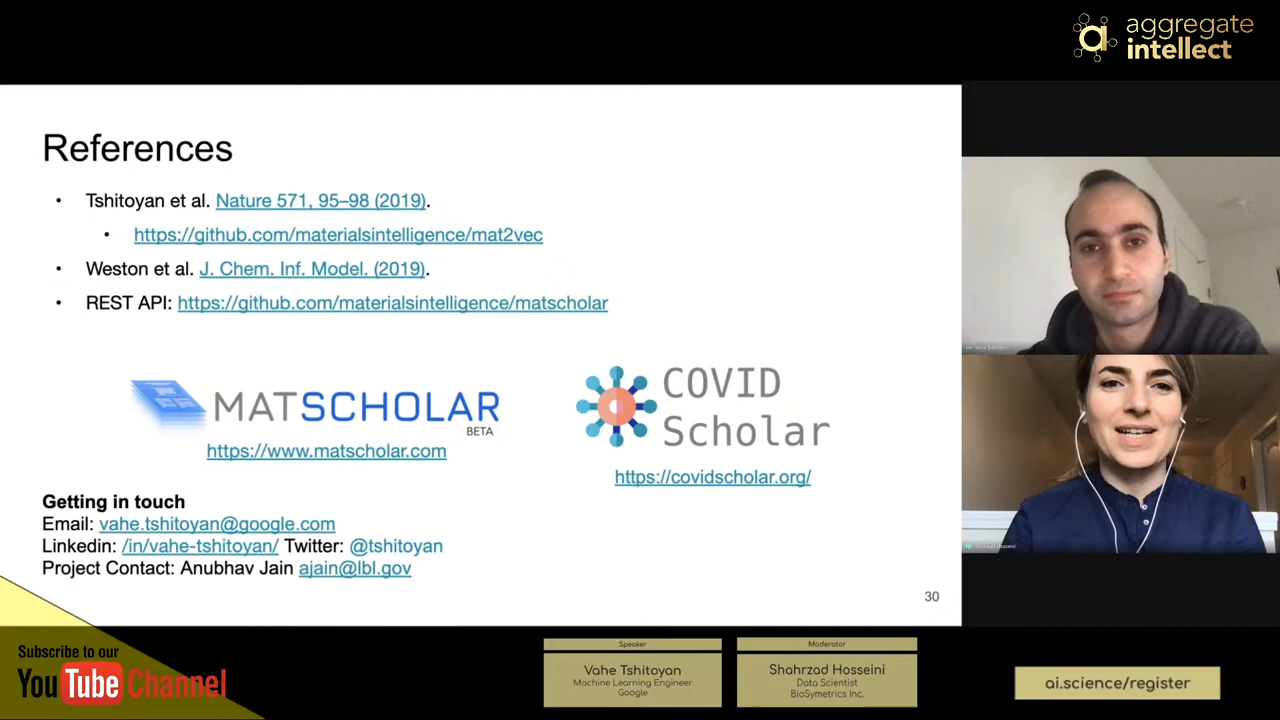 aggregate
intellect
References
• Tshitoyan et al. Nature 571, 95–98 (2019).
• https://github.com/materialsintelligence/mat2vec
• Weston et al. J. Chem. Inf. Model. (2019).
• REST API: https://github.com/materialsintelligence/matscholar
MATSCHOLAR
BETA
https://www.matscholar.com
COVID
Scholar
https://covidscholar.org/
Getting in touch
Email: vahe.tshitoyan@google.com
Linkedin: /in/vahe-tshitoyan/ Twitter: @tshitoyan
Project Contact: Anubhav Jain ajain@lbl.gov
30
Subscribe to our
YouTube Channel
Speaker
Vahe Tshitoyan
Machine Learning Engineer
Google
Moderator
Shahrzad Hosseini
Data Scientist
BioSymetrics Inc.
ai.science/register